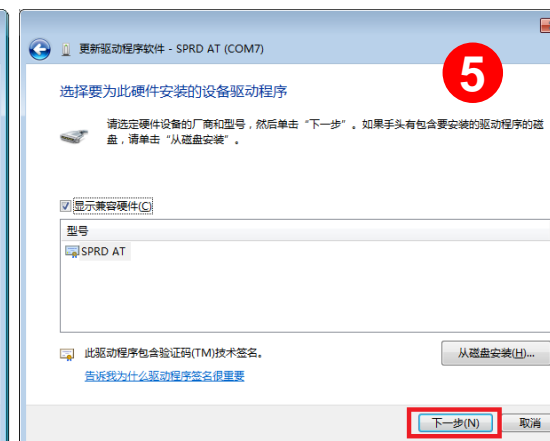 更新驱动程序软件 - SPRD AT (COM7)
5
选择要为此硬件安装的设备驱动程序
请选定硬件设备的厂商和型号，然后单击“下一步”。如果手头有包含要安装的驱动程序的磁
盘，请单击“从磁盘安装”。
显示兼容硬件(C)
型号
SPRD AT
此驱动程序包含验证码(TM)技术签名。
从磁盘安装(H)...
告诉我为什么驱动程序签名很重要
下一步(N)
取消